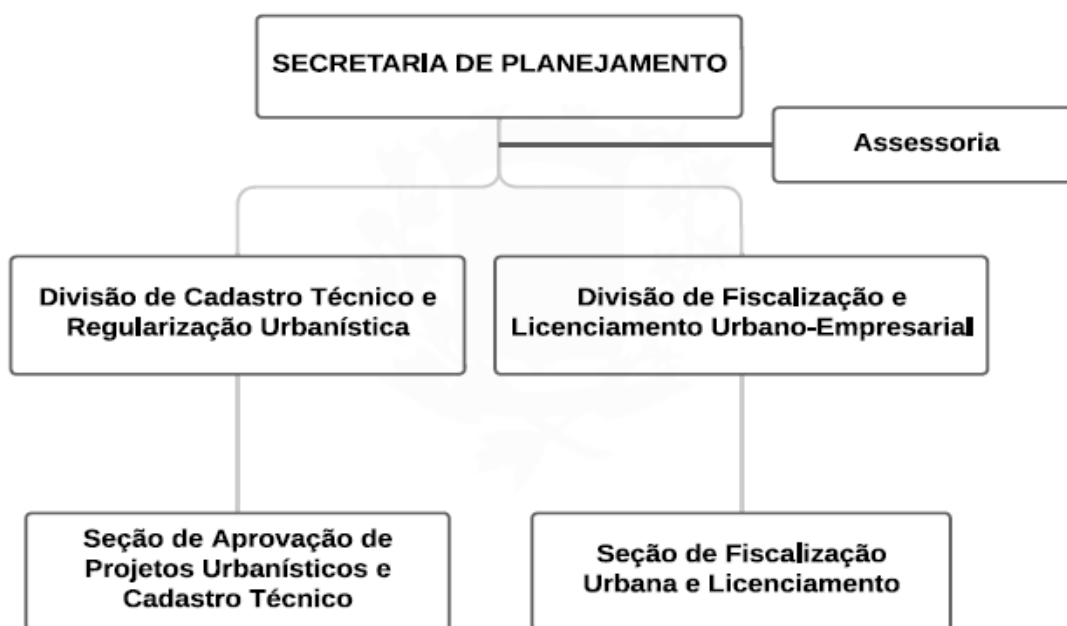 SECRETARIA DE PLANEJAMENTO
Assessoria
Divisão de Cadastro Técnico e
Regularização Urbanística
Divisão de Fiscalização e
Licenciamento Urbano-Empresarial
Seção de Aprovação de
Projetos Urbanísticos e
Cadastro Técnico
Seção de Fiscalização
Urbana e Licenciamento